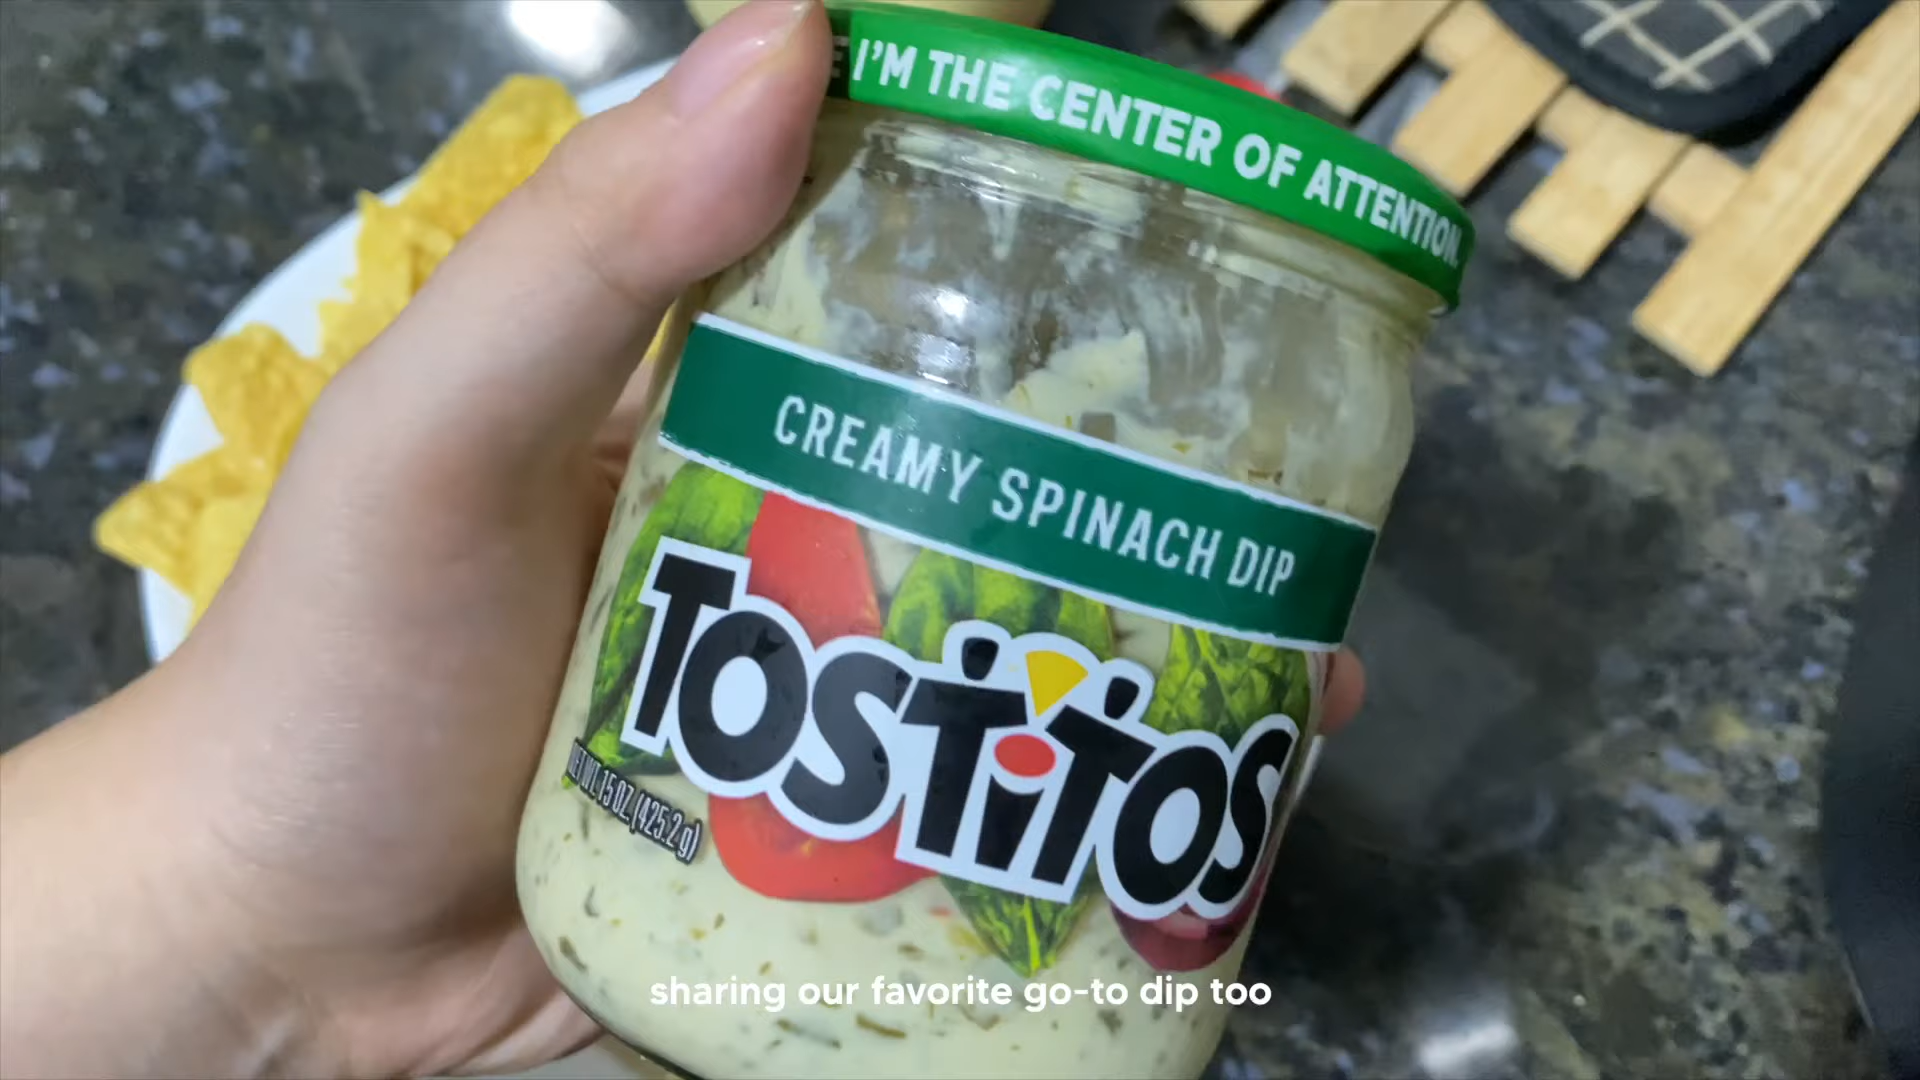 I'M THE CENTER OF ATTENTION.
CREAMY SPINACH DIP
TOSTiTOS
NET WT. 15 OZ. (425.2 g)
sharing our favorite go-to dip too